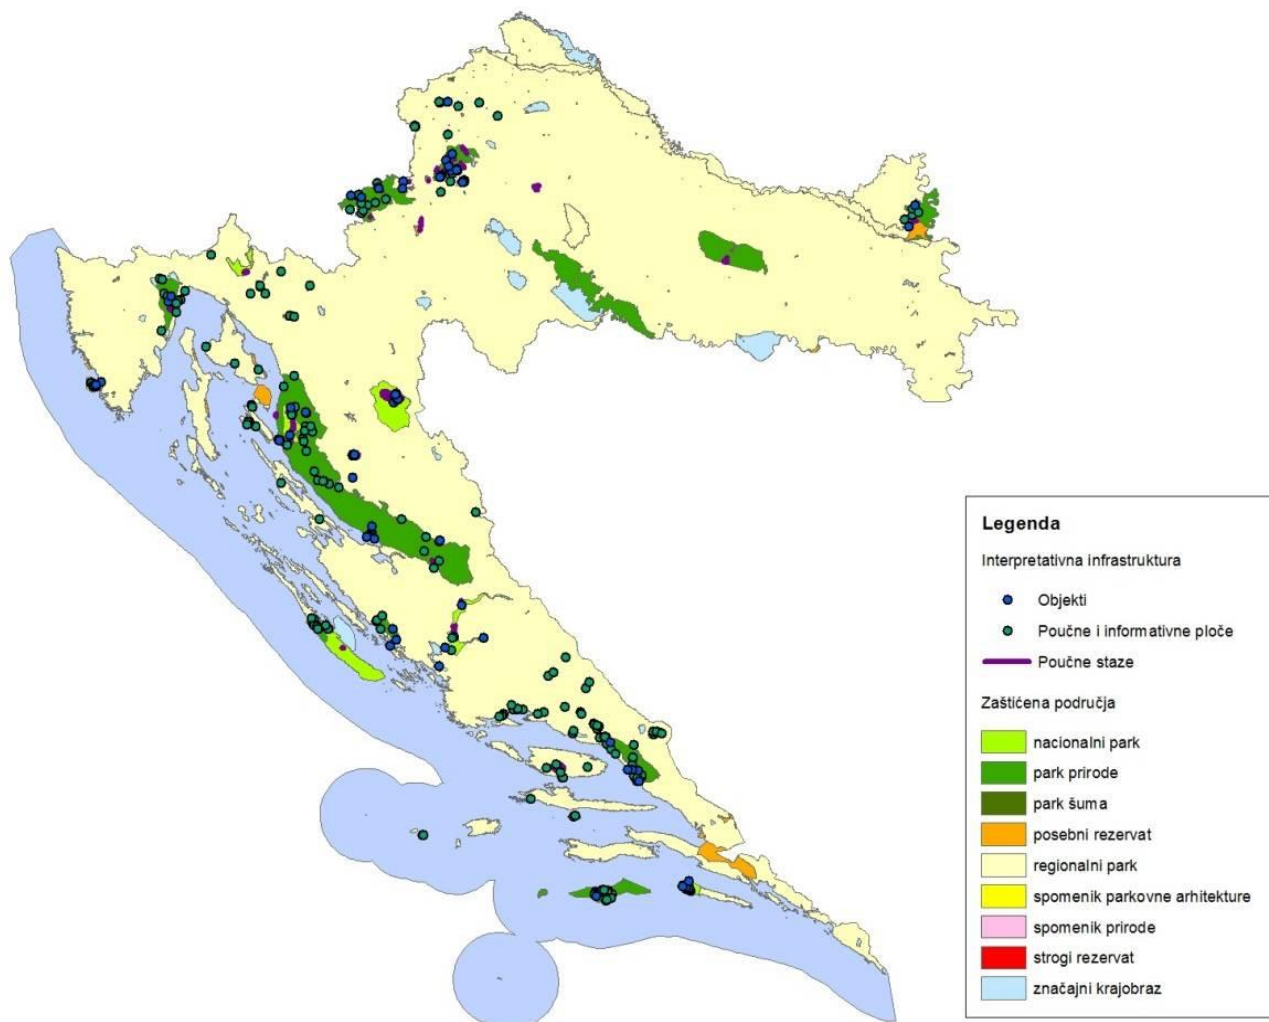 Legenda
Interpretativna infrastruktura
Objekti
Poučne i informativne ploče
Poučne staze
Zaštićena područja
nacionalni park
park prirode
park šuma
posebni rezervat
regionalni park
spomenik parkovne arhitekture
spomenik prirode
strogi rezervat
značajni krajobraz